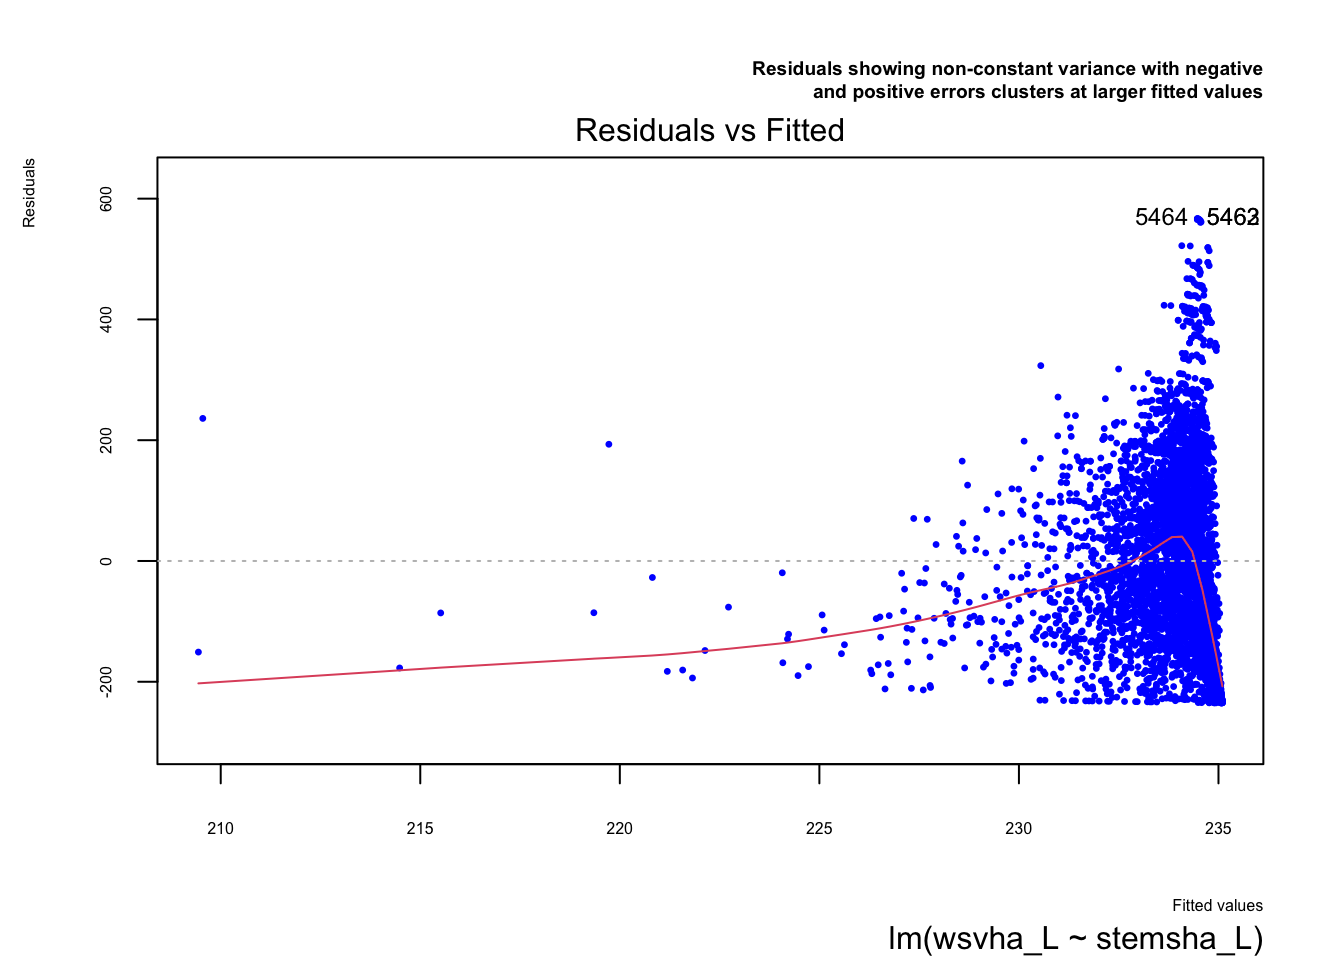 Residuals showing non-constant variance with negative
and positive errors clusters at larger fitted values
Residuals vs Fitted
Residuals
600
400
200
0
-200
5464
5463
210
215
220
225
230
235
Fitted values
lm(wsvha_L ~ stemsha_L)